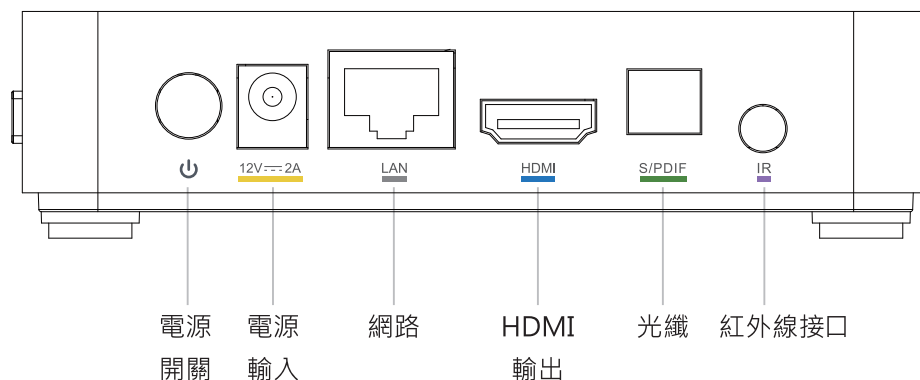 12V⎓2A
LAN
HDMI
S/PDIF
IR
電源
開關
電源
輸入
網路
HDMI
輸出
光纖
紅外線接口